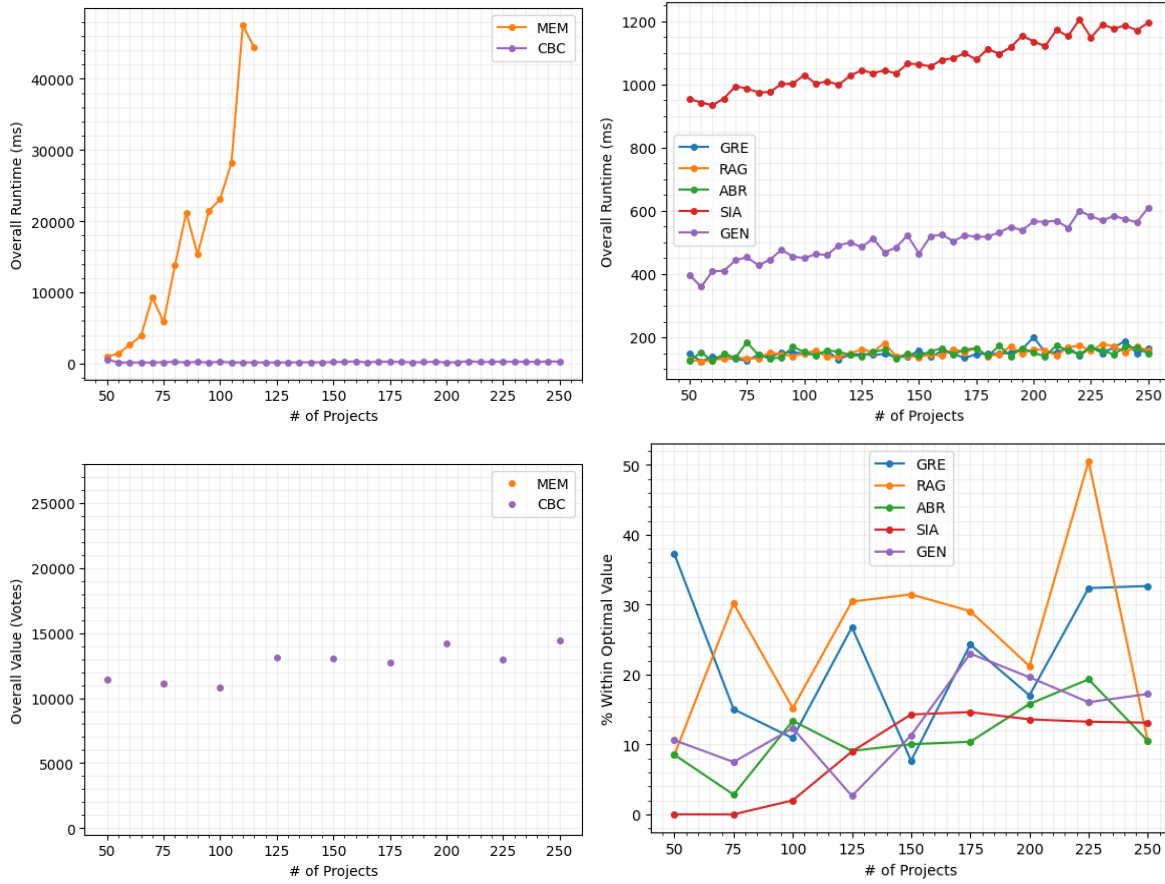 MEM
CBC
40000
30000
20000
10000
0
Overall Runtime (ms)
50 75 100 125 150 175 200 225 250
# of Projects
1200
1000
800
600
400
200
Overall Runtime (ms)
GRE
RAG
ABR
SIA
GEN
50 75 100 125 150 175 200 225 250
# of Projects
MEM
CBC
25000
20000
15000
10000
5000
0
Overall Value (Votes)
50 75 100 125 150 175 200 225 250
# of Projects
50
40
30
20
10
0
% Within Optimal Value
GRE
RAG
ABR
SIA
GEN
50 75 100 125 150 175 200 225 250
# of Projects